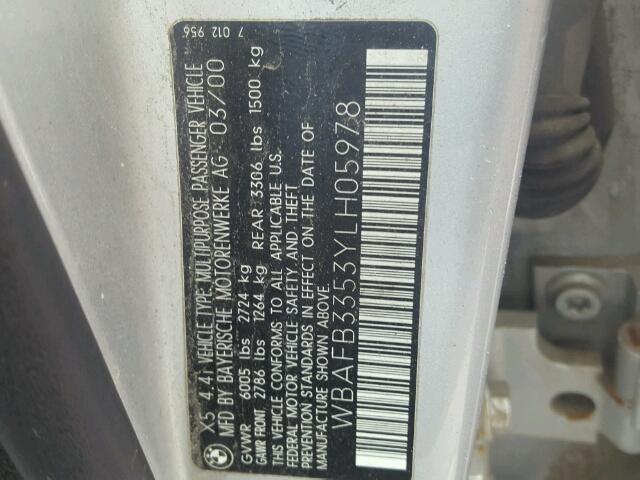 X5 4.4i VEHICLE TYPE: MULTIPURPOSE PASSENGER VEHICLE
MFD BY BAYERISCHE MOTORENWERKE AG 03/00
GVWR 6005 lbs 2724 kg
GAWR FRONT: 2786 lbs 1264 kg REAR 3306 lbs 1500 kg
THIS VEHICLE CONFORMS TO ALL APPLICABLE U.S.
FEDERAL MOTOR VEHICLE SAFETY AND THEFT
PREVENTION STANDARDS IN EFFECT ON THE DATE OF
MANUFACTURE SHOWN ABOVE.
WBAFB3353YLH05978
7 012 956